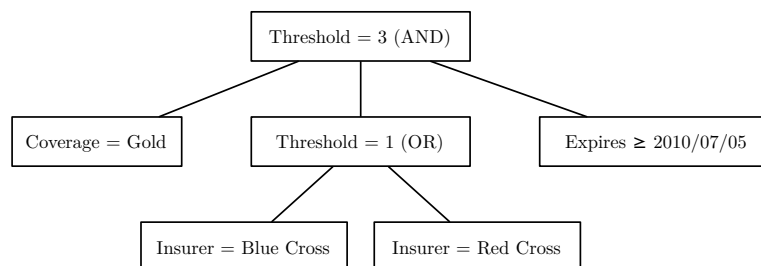 Threshold = 3 (AND)
Coverage = Gold
Threshold = 1 (OR)
Expires ≥ 2010/07/05
Insurer = Blue Cross
Insurer = Red Cross